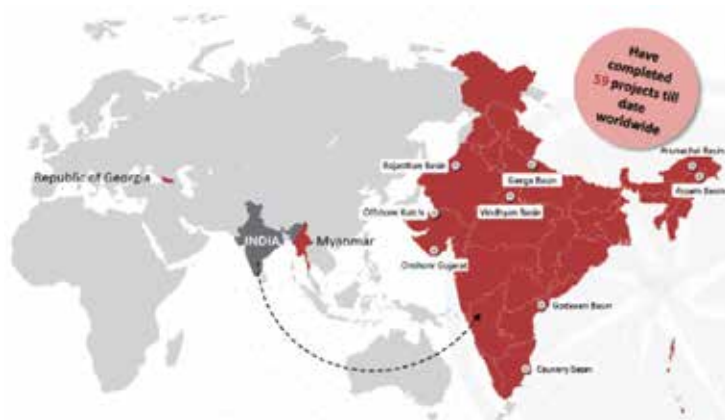 Have
completed
59 projects till
date
worldwide
Republic of Georgia
INDIA
Myanmar
Rajasthan Basin
Ganga Basin
Arunachal Basin
Assam Basin
Offshore Kutch
Vindhyan Basin
Onshore Gujarat
Godavari Basin
Cauvery Basin